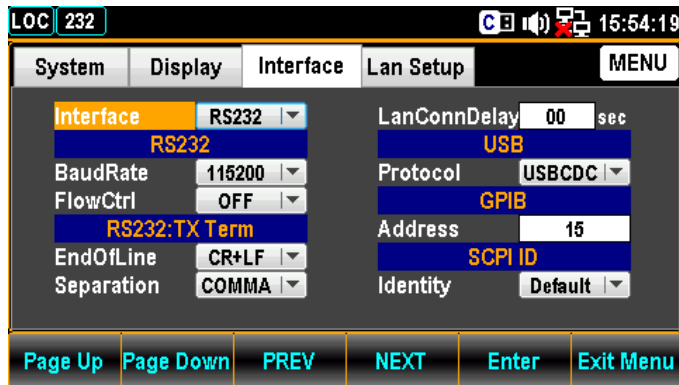 LOC 232 C 15:54:19
System Display Interface Lan Setup MENU
Interface RS232 LanConnDelay 00 sec
RS232 USB
BaudRate 115200 Protocol USBCDC
FlowCtrl OFF GPIB
RS232:TX Term Address 15
EndOfLine CR+LF SCPI ID
Separation COMMA Identity Default
Page Up Page Down PREV NEXT Enter Exit Menu